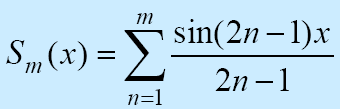 S_m(x) = \sum_{n=1}^{m} \frac{\sin(2n-1)x}{2n-1}